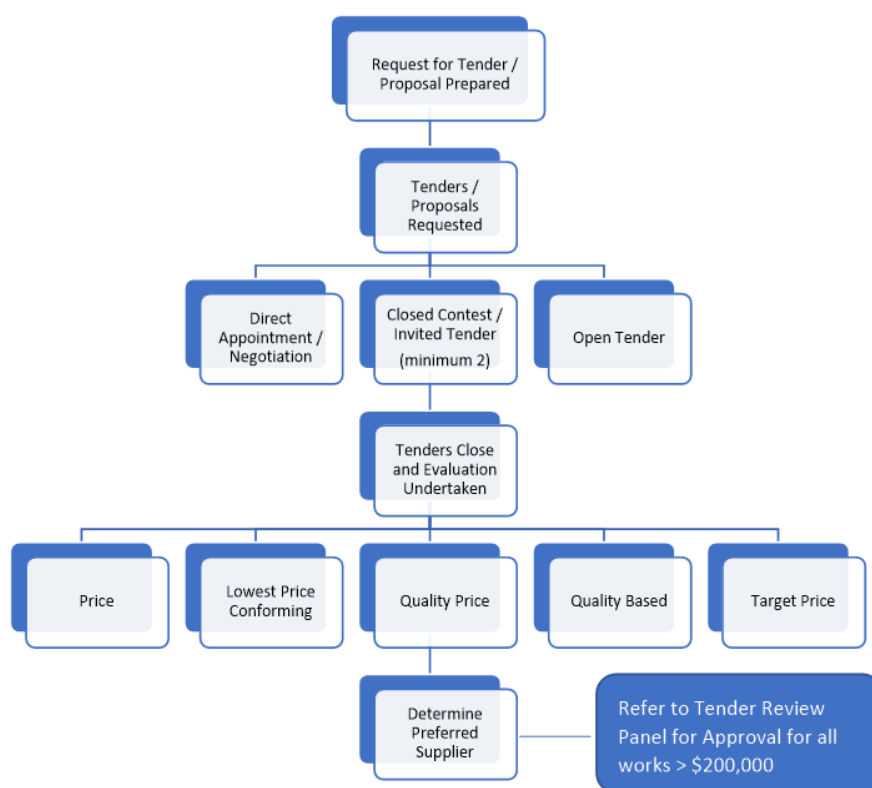 Request for Tender /
Proposal Prepared
Tenders /
Proposals
Requested
Direct
Appointment /
Negotiation
Closed Contest /
Invited Tender
(minimum 2)
Open Tender
Tenders Close
and Evaluation
Undertaken
Price
Lowest Price
Conforming
Quality Price
Quality Based
Target Price
Determine
Preferred
Supplier
Refer to Tender Review
Panel for Approval for all
works > $200,000